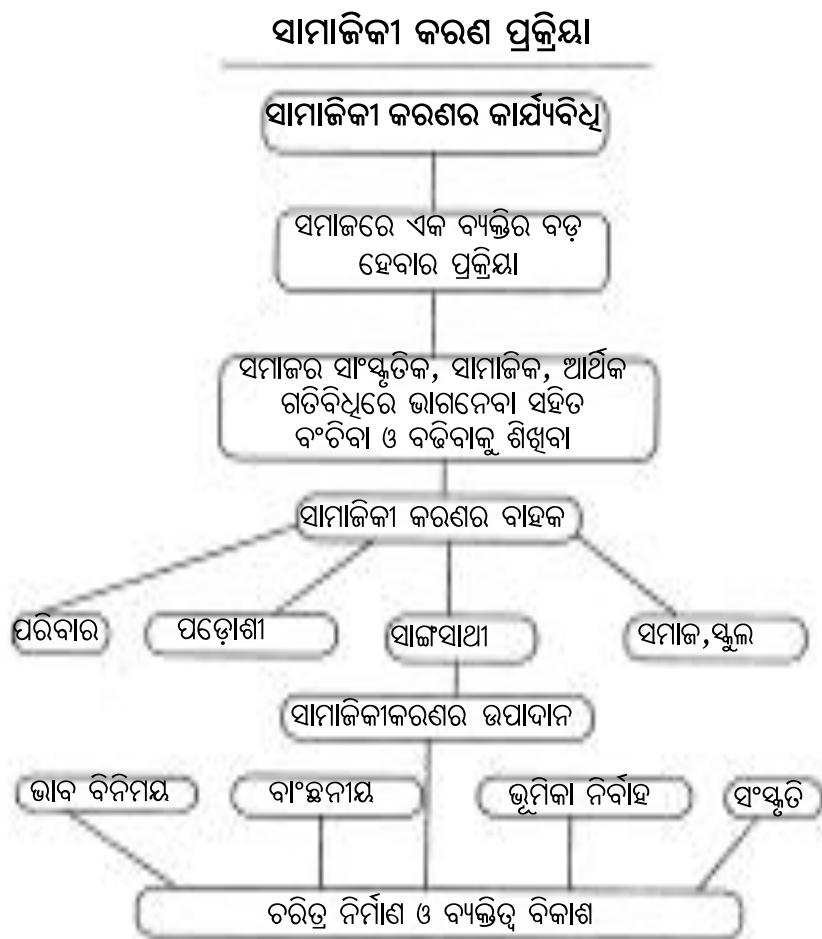 ସାମାଜିକୀ କରଣ ପ୍ରକ୍ରିୟା
ସାମାଜିକୀ କରଣର କାର୍ଯ୍ୟବିଧି
ସମାଜରେ ଏକ ବ୍ୟକ୍ତିର ବଡ଼
ହେବାର ପ୍ରକ୍ରିୟା
ସମାଜର ସାଂସ୍କୃତିକ, ସାମାଜିକ, ଆର୍ଥିକ
ଗତିବିଧିରେ ଭାଗନେବା ସହିତ
ବଂଚିବା ଓ ବଢିବାକୁ ଶିଖିବା
ସାମାଜିକୀ କରଣର ବାହକ
ପରିବାର
ପଡ଼ୋଶୀ
ସାଙ୍ଗସାଥୀ
ସମାଜ,ସ୍କୁଲ
ସାମାଜିକୀକରଣର ଉପାଦାନ
ଭାବ ବିନିମୟ
ବାଂଛନୀୟ
ଭୂମିକା ନିର୍ବାହ
ସଂସ୍କୃତି
ଚରିତ୍ର ନିର୍ମାଣ ଓ ବ୍ୟକ୍ତିତ୍ୱ ବିକାଶ